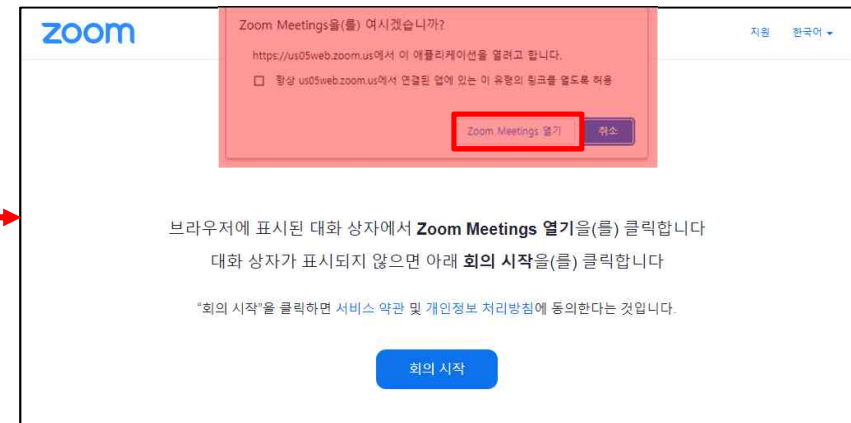 zoom
Zoom Meetings을(를) 여시겠습니까?
지원 한국어
https://us05web.zoom.us에서 이 애플리케이션을 열려고 합니다.
항상 us05web.zoom.us에서 연결된 앱에 있는 이 유형의 링크를 열도록 허용
Zoom Meetings 열기 취소
브라우저에 표시된 대화 상자에서 Zoom Meetings 열기을(를) 클릭합니다
대화 상자가 표시되지 않으면 아래 회의 시작을(를) 클릭합니다
“회의 시작”을 클릭하면 서비스 약관 및 개인정보 처리방침에 동의한다는 것입니다.
회의 시작